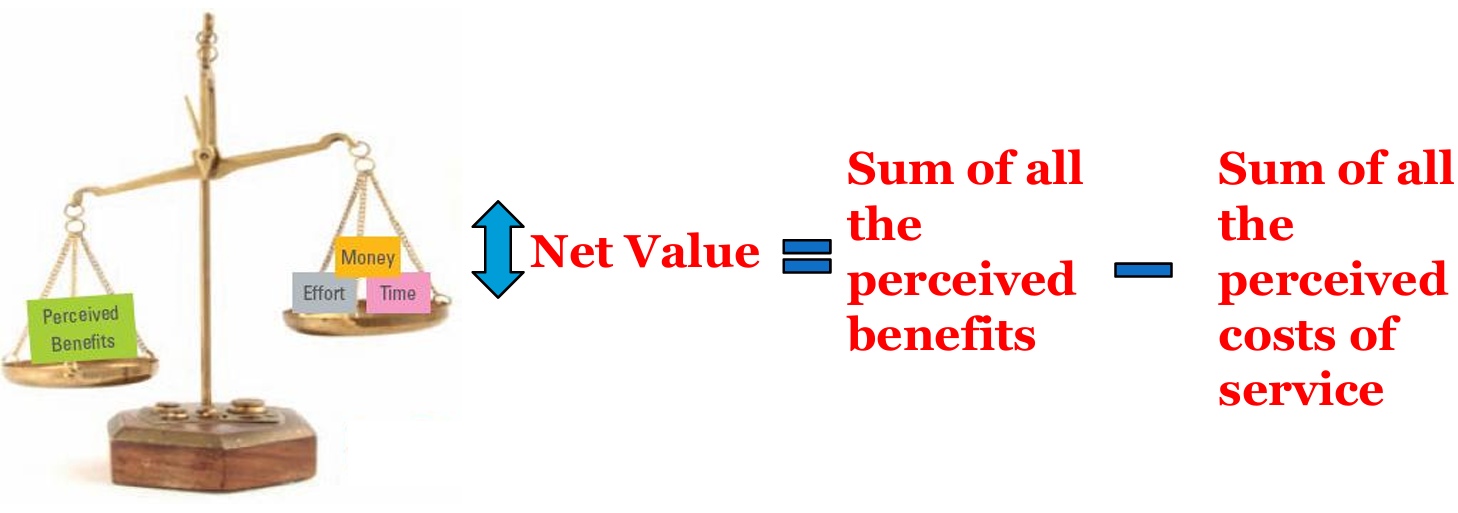 Perceived
Benefits
Money
Effort
Time
Net Value
Sum of all
the
perceived
benefits
Sum of all
the
perceived
costs of
service